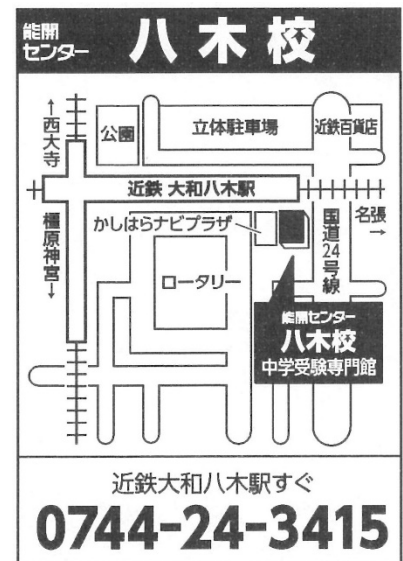 能開
センター
八木校
↑西大寺
公園
立体駐車場
近鉄百貨店
近鉄 大和八木駅
名張→
橿原神宮↓
かしはらナビプラザ
国道24号線
ロータリー
能開センター
八木校
中学受験専門館
近鉄大和八木駅すぐ
0744-24-3415